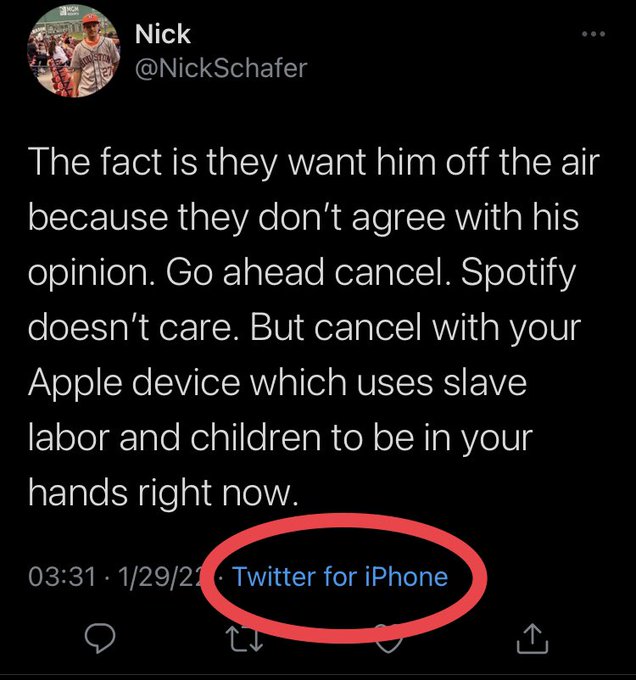 Nick
@NickSchafer
The fact is they want him off the air
because they don’t agree with his
opinion. Go ahead cancel. Spotify
doesn’t care. But cancel with your
Apple device which uses slave
labor and children to be in your
hands right now.
03:31 · 1/29/22 · Twitter for iPhone